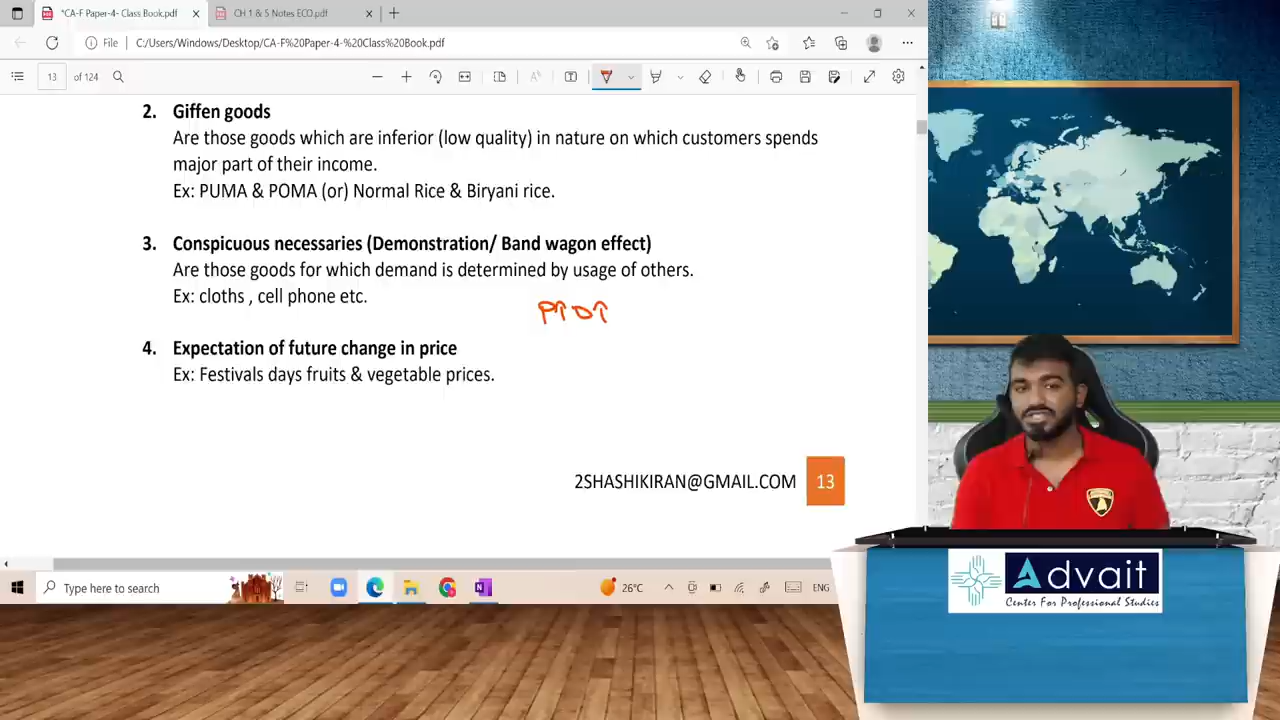 *CA-F Paper-4- Class Book.pdf
CH 1 & 5 Notes ECO.pdf
File
C:/Users/Windows/Desktop/CA-F%20Paper-4-%20Class%20Book.pdf
13 of 124
2. Giffen goods
Are those goods which are inferior (low quality) in nature on which customers spends
major part of their income.
Ex: PUMA & POMA (or) Normal Rice & Biryani rice.
3. Conspicuous necessaries (Demonstration/ Band wagon effect)
Are those goods for which demand is determined by usage of others.
Ex: cloths , cell phone etc.
P↑ D↑
4. Expectation of future change in price
Ex: Festivals days fruits & vegetable prices.
2SHASHIKIRAN@GMAIL.COM 13
Type here to search
26°C
ENG
Advait
Center For Professional Studies